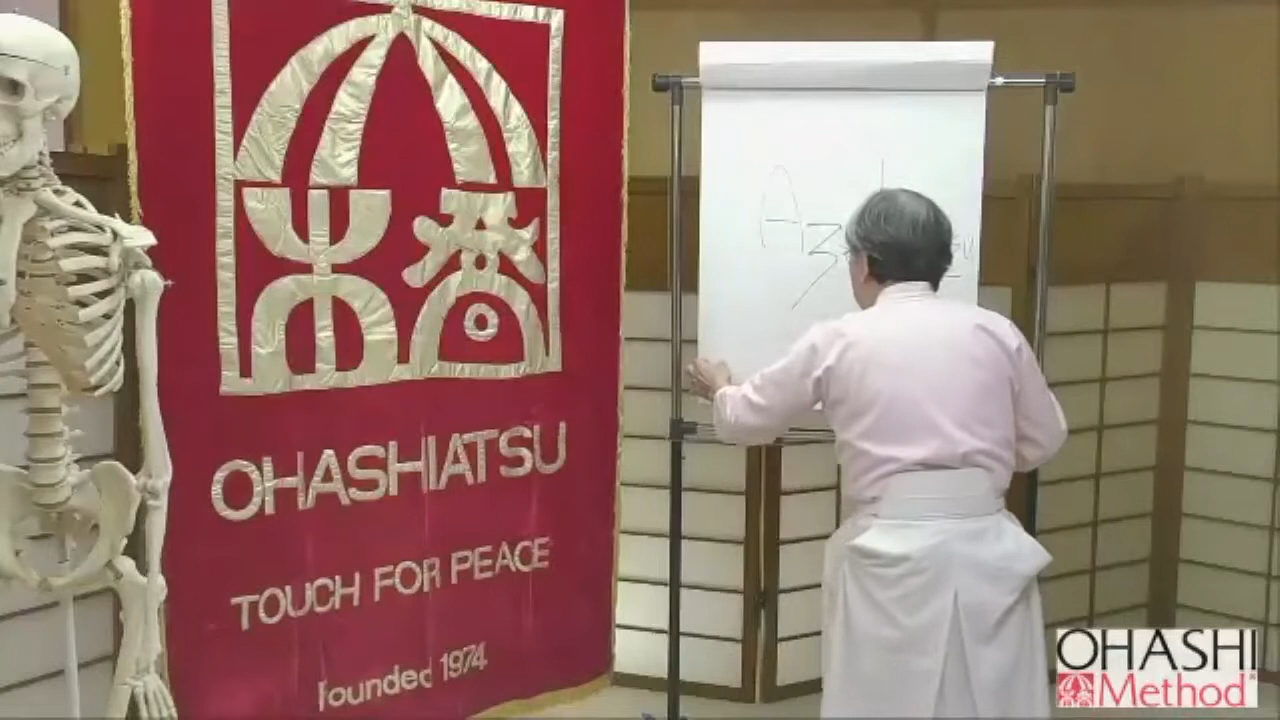 OHASHIATSU
TOUCH FOR PEACE
founded 1974
OHASHI
Method®